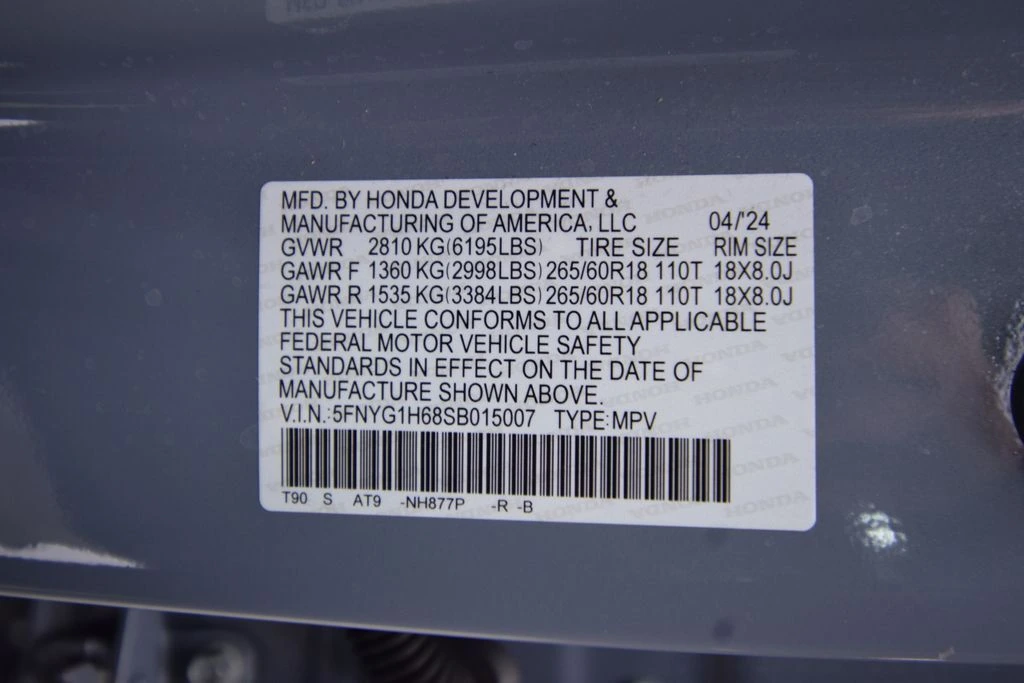 MFD. BY HONDA DEVELOPMENT &
MANUFACTURING OF AMERICA, LLC 04/'24
GVWR 2810 KG(6195LBS) TIRE SIZE RIM SIZE
GAWR F 1360 KG(2998LBS) 265/60R18 110T 18X8.0J
GAWR R 1535 KG(3384LBS) 265/60R18 110T 18X8.0J
THIS VEHICLE CONFORMS TO ALL APPLICABLE
FEDERAL MOTOR VEHICLE SAFETY
STANDARDS IN EFFECT ON THE DATE OF
MANUFACTURE SHOWN ABOVE.
V.I.N.:5FNYG1H68SB015007 TYPE:MPV
T90 S AT9 -NH877P -R -B